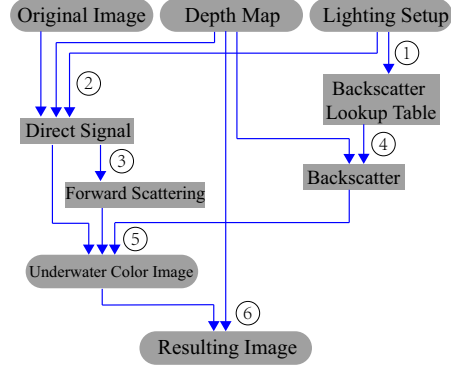 Original Image
Depth Map
Lighting Setup
①
②
Backscatter
Lookup Table
Direct Signal
③
④
Forward Scattering
Backscatter
⑤
Underwater Color Image
⑥
Resulting Image